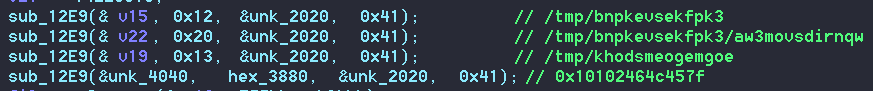 sub_12E9(& v15, 0x12, &unk_2020, 0x41); // /tmp/bnpkevsekfpk3
sub_12E9(& v22, 0x20, &unk_2020, 0x41); // /tmp/bnpkevsekfpk3/aw3movsdirnqw
sub_12E9(& v19, 0x13, &unk_2020, 0x41); // /tmp/khodsmeogemgoe
sub_12E9(&unk_4040, hex_3880, &unk_2020, 0x41); // 0x10102464c457f